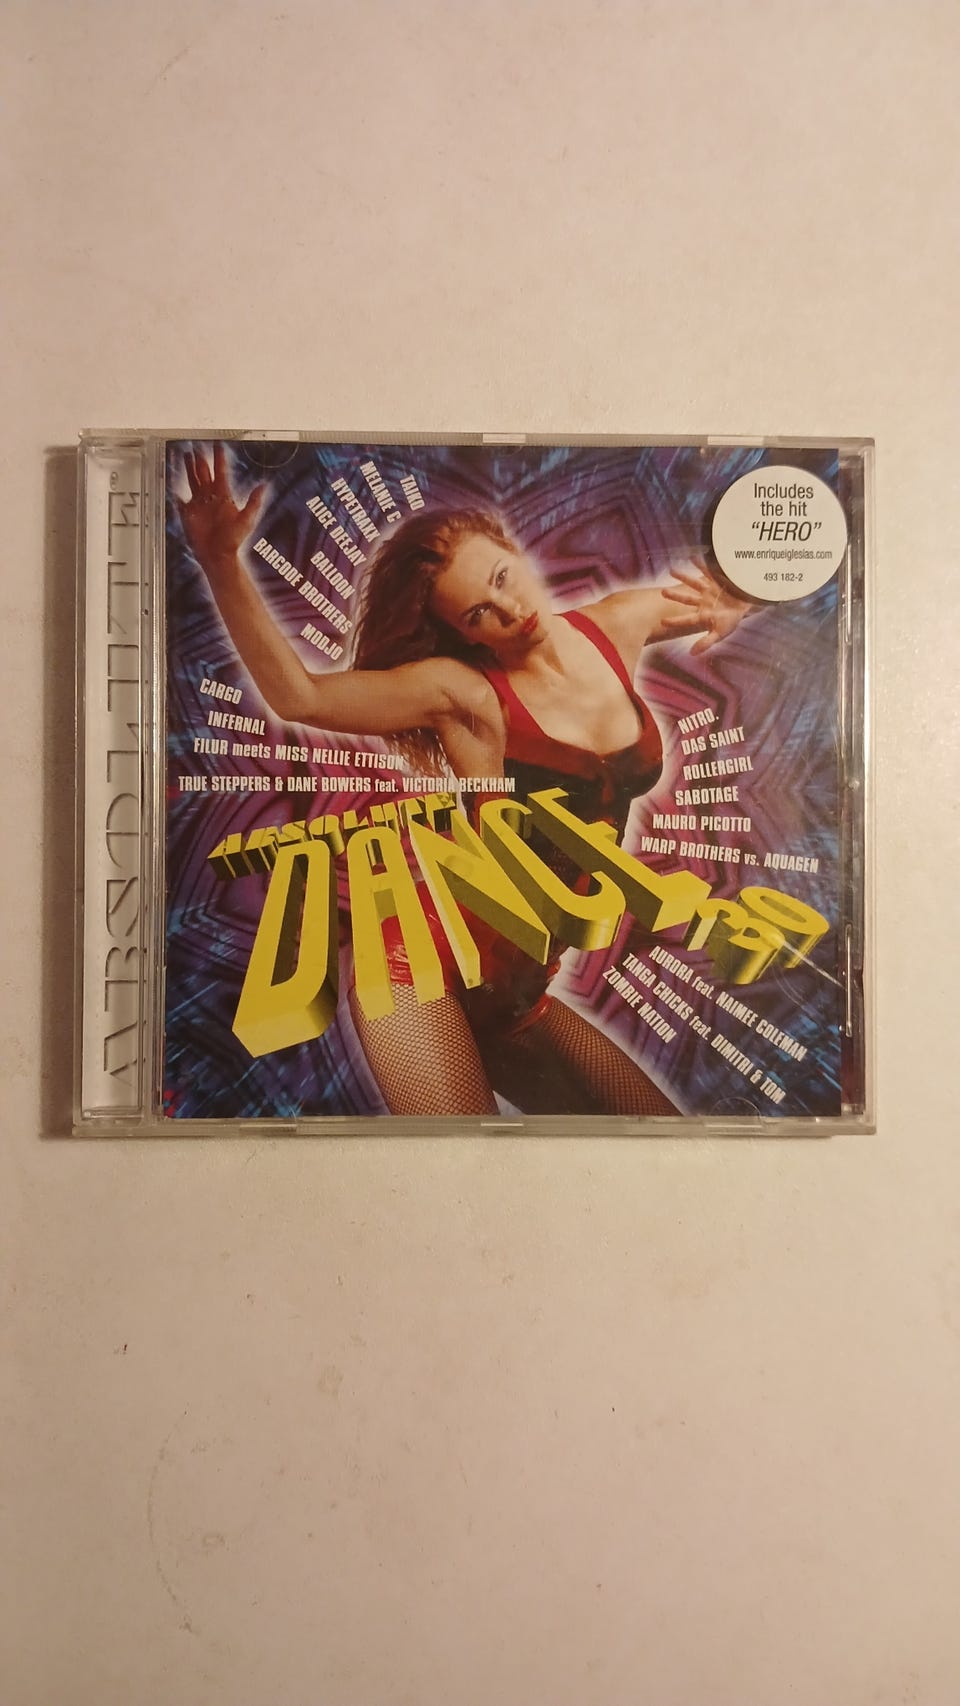 ABSOLUTE®
TAIKO
MELANIE C
HYPETRAXX
ALICE DEEJAY
BALLOON
BARCODE BROTHERS
MODJO
Includes
the hit
“HERO”
www.enriqueiglesias.com
493 182-2
CARGO
INFERNAL
FILUR meets MISS NELLIE ETTISON
TRUE STEPPERS & DANE BOWERS feat. VICTORIA BECKHAM
NITRO.
DAS SAINT
ROLLERGIRL
SABOTAGE
MAURO PICOTTO
WARP BROTHERS vs. AQUAGEN
ABSOLUTE
DANCE
AURORA feat. NAIMEE COLEMAN
TANGA CHICKS feat. DIMITRI & TOM
ZOMBIE NATION